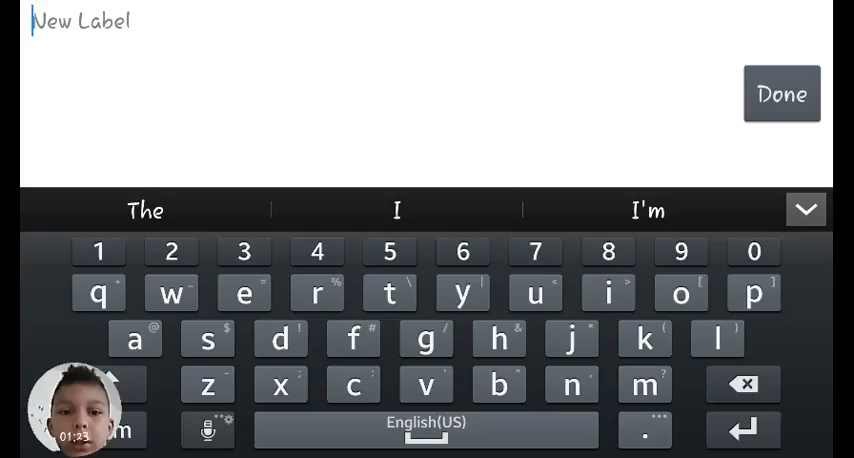 New Label
Done
The I I'm
1 2 3 4 5 6 7 8 9 0
q + w _ e = r % t \ y | u < i > o [ p ]
a @ s $ d ! f # g / h & j * k ( l )
z - x ; c : v ' b " n , m ?
01:23 m English(US) .